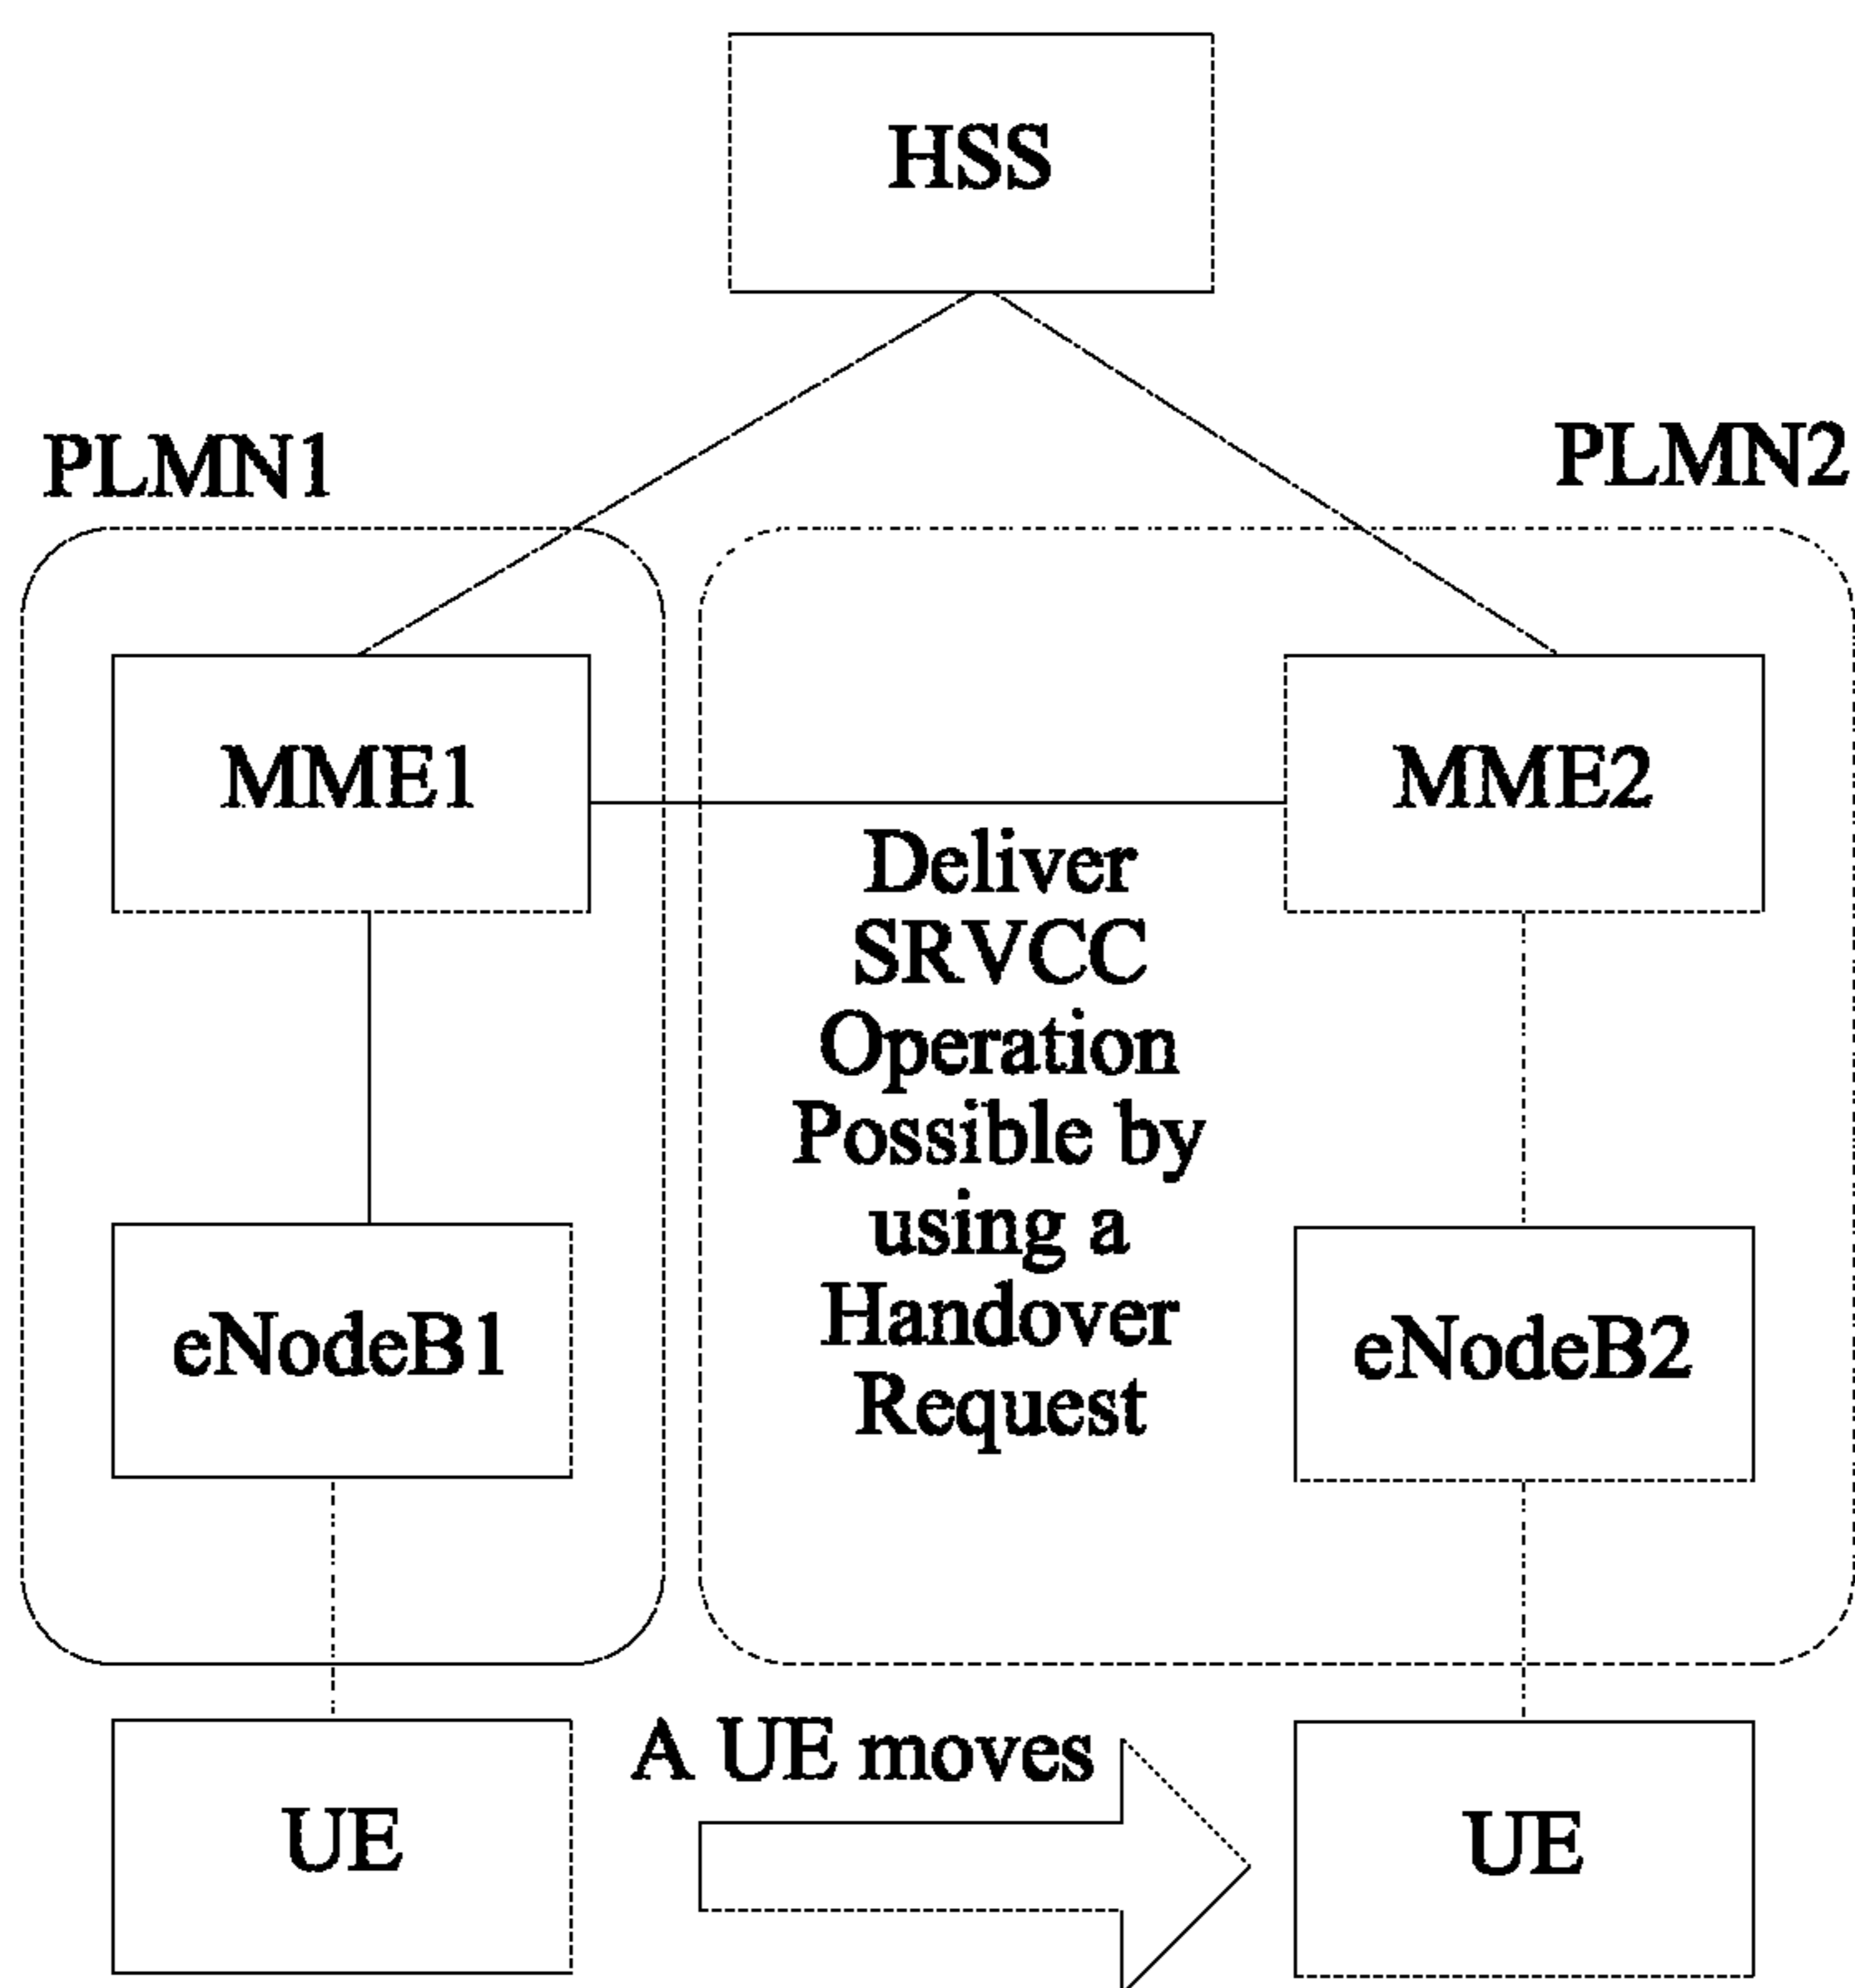 HSS
PLMN1
PLMN2
MME1
MME2
Deliver
SRVCC
Operation
Possible by
using a
Handover
Request
eNodeB1
eNodeB2
A UE moves
UE
UE